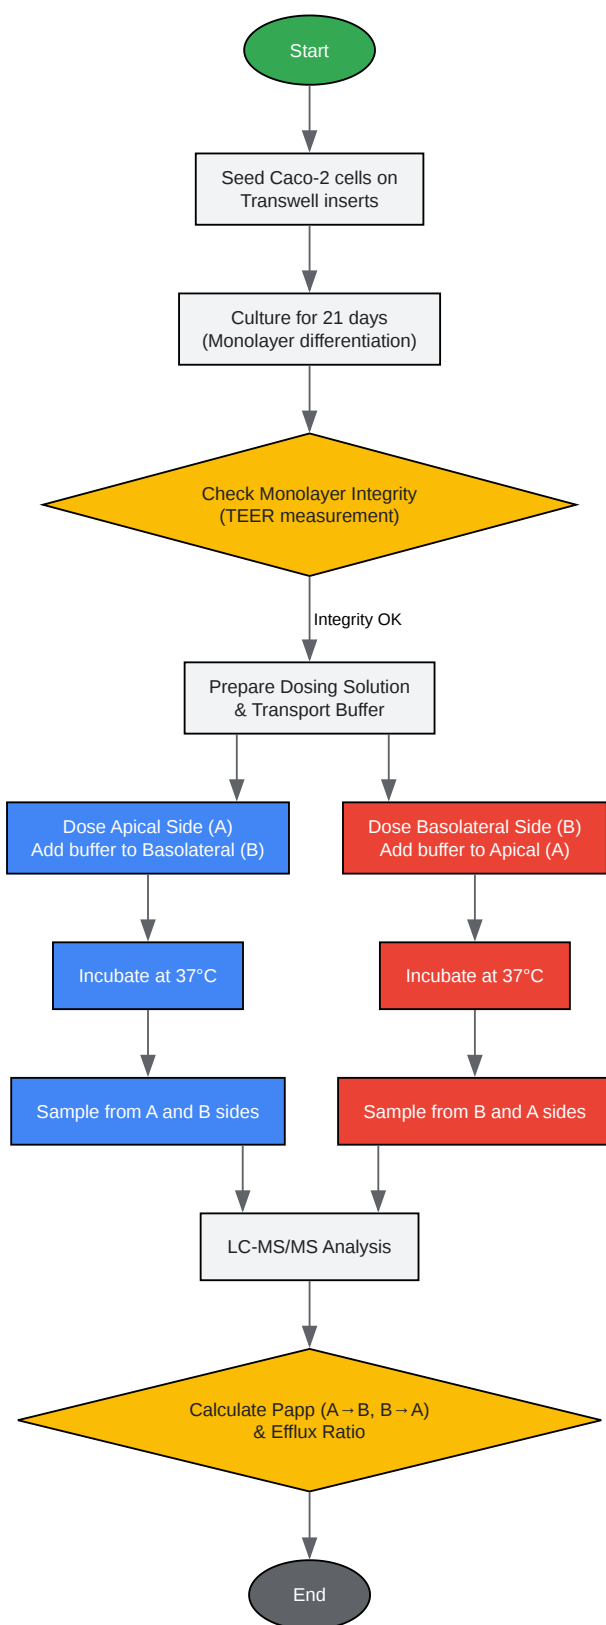 Start
Seed Caco-2 cells on
Transwell inserts
Culture for 21 days
(Monolayer differentiation)
Check Monolayer Integrity
(TEER measurement)
Integrity OK
Prepare Dosing Solution
& Transport Buffer
Dose Apical Side (A)
Add buffer to Basolateral (B)
Dose Basolateral Side (B)
Add buffer to Apical (A)
Incubate at 37°C
Incubate at 37°C
Sample from A and B sides
Sample from B and A sides
LC-MS/MS Analysis
Calculate Papp (A→B, B→A)
& Efflux Ratio
End